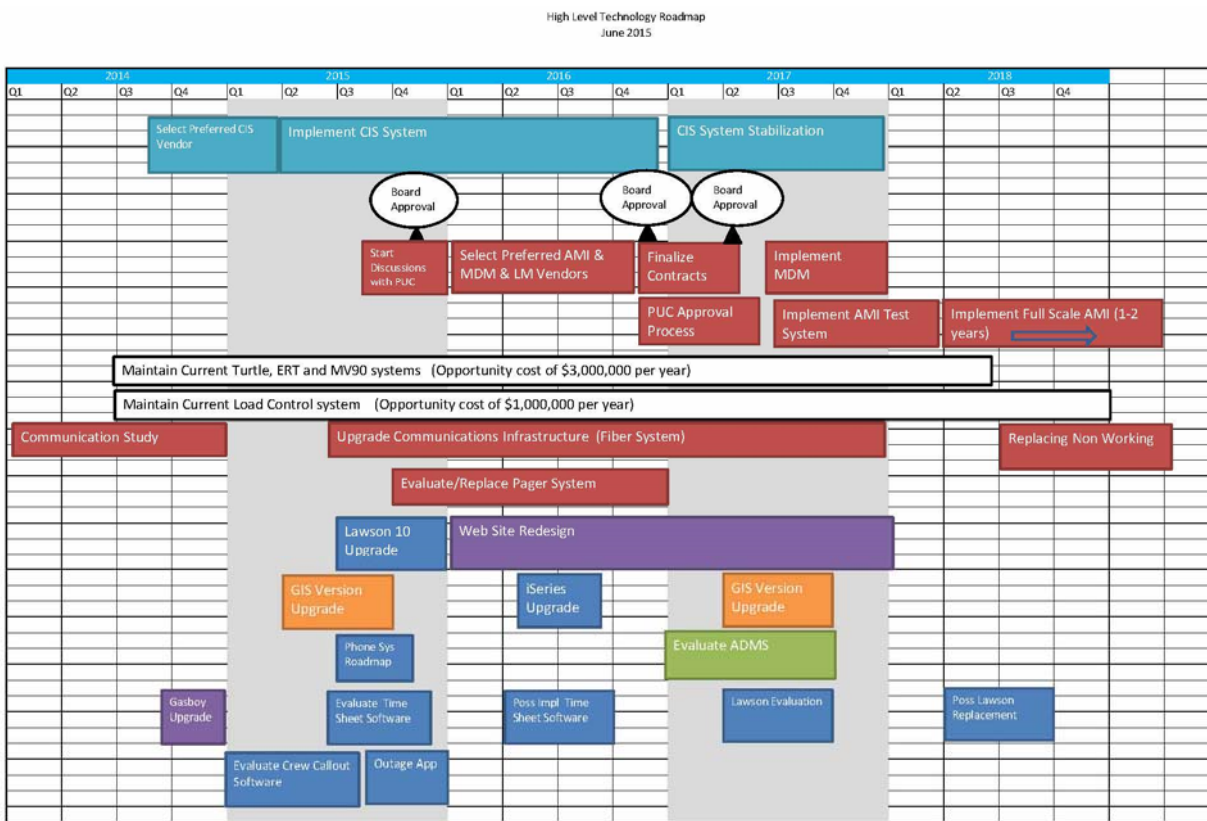 High Level Technology Roadmap
June 2015
2014 2015 2016 2017 2018
Q1 Q2 Q3 Q4 Q1 Q2 Q3 Q4 Q1 Q2 Q3 Q4 Q1 Q2 Q3 Q4 Q1 Q2 Q3 Q4
Select Preferred CIS
Vendor
Implement CIS System
CIS System Stabilization
Board
Approval
Board
Approval
Board
Approval
Start
Discussions
with PUC
Select Preferred AMI &
MDM & LM Vendors
Finalize
Contracts
Implement
MDM
PUC Approval
Process
Implement AMI Test
System
Implement Full Scale AMI (1-2
years)
Maintain Current Turtle, ERT and MV90 systems (Opportunity cost of $3,000,000 per year)
Maintain Current Load Control system (Opportunity cost of $1,000,000 per year)
Communication Study
Upgrade Communications Infrastructure (Fiber System)
Replacing Non Working
Evaluate/Replace Pager System
Lawson 10
Upgrade
Web Site Redesign
GIS Version
Upgrade
iSeries
Upgrade
GIS Version
Upgrade
Phone Sys
Roadmap
Evaluate ADMS
Gasboy
Upgrade
Evaluate Time
Sheet Software
Poss Impl Time
Sheet Software
Lawson Evaluation
Poss Lawson
Replacement
Evaluate Crew Callout
Software
Outage App